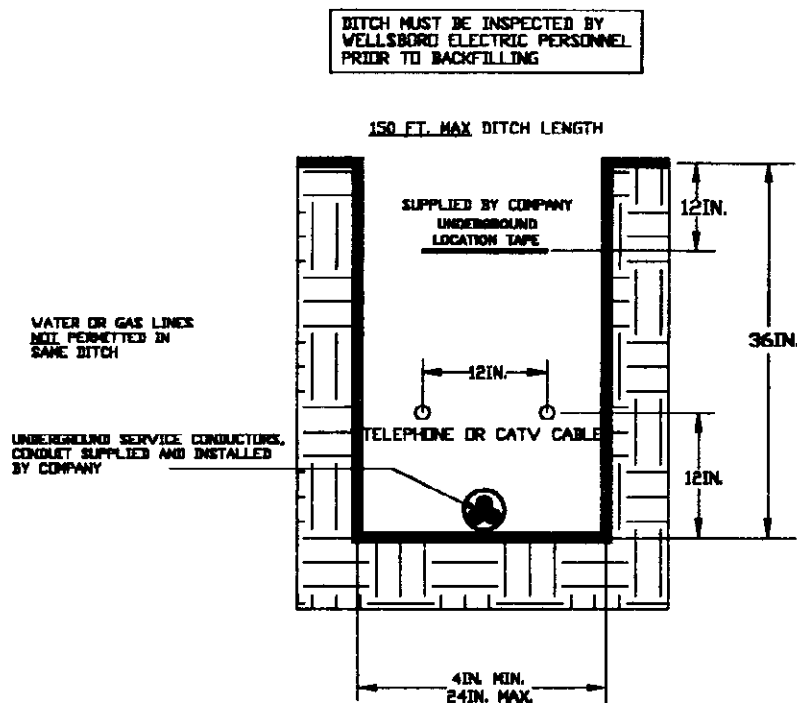 DITCH MUST BE INSPECTED BY
WELLSBORO ELECTRIC PERSONNEL
PRIOR TO BACKFILLING
150 FT. MAX DITCH LENGTH
SUPPLIED BY COMPANY
UNDERGROUND
LOCATION TAPE
12IN.
WATER OR GAS LINES
NOT PERMITTED IN
SAME DITCH
36IN.
12IN.
TELEPHONE OR CATV CABLE
UNDERGROUND SERVICE CONDUCTORS,
CONDUIT SUPPLIED AND INSTALLED
BY COMPANY
12IN.
4IN. MIN.
24IN. MAX.